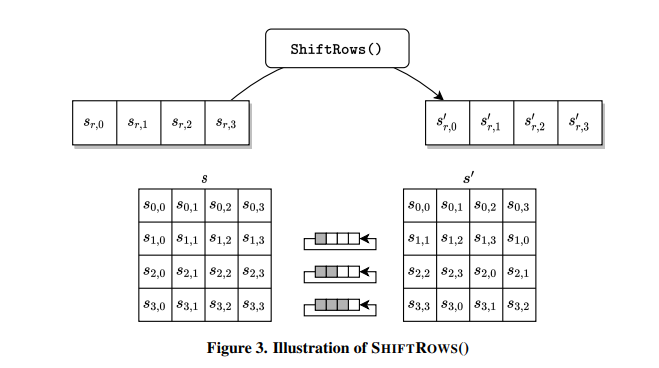 ShiftRows()
s_{r,0} s_{r,1} s_{r,2} s_{r,3} s'_{r,0} s'_{r,1} s'_{r,2} s'_{r,3}
s s'
s_{0,0} s_{0,1} s_{0,2} s_{0,3} s_{0,0} s_{0,1} s_{0,2} s_{0,3}
s_{1,0} s_{1,1} s_{1,2} s_{1,3} s_{1,1} s_{1,2} s_{1,3} s_{1,0}
s_{2,0} s_{2,1} s_{2,2} s_{2,3} s_{2,2} s_{2,3} s_{2,0} s_{2,1}
s_{3,0} s_{3,1} s_{3,2} s_{3,3} s_{3,3} s_{3,0} s_{3,1} s_{3,2}
Figure 3. Illustration of SHIFTROWS()